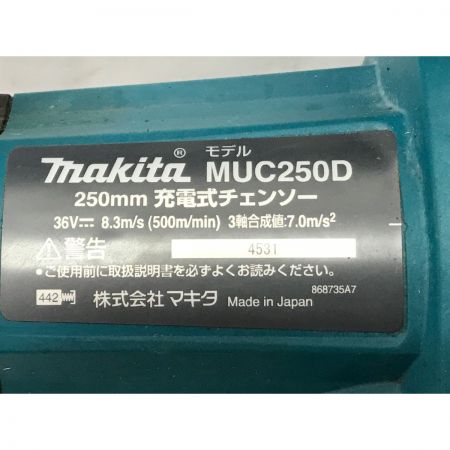 モデル
makita® MUC250D
250mm 充電式チェンソー
36V⎓ 8.3m/s (500m/min) 3軸合成値:7.0m/s²
⚠警告 4531
●ご使用前に取扱説明書を必ずよくお読みください。
442 株式会社マキタ Made in Japan 868735A7